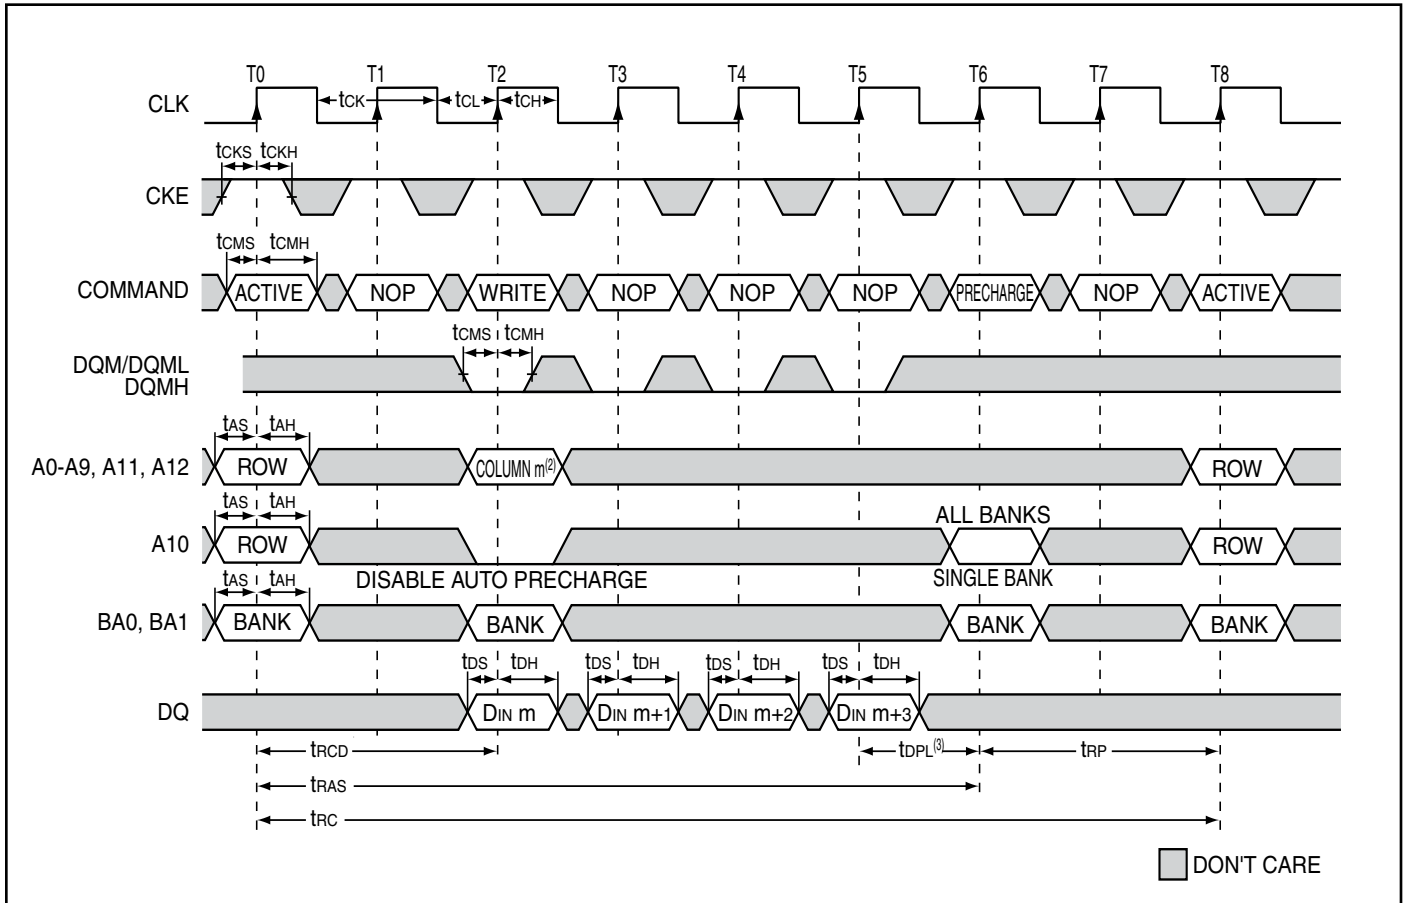 T0 T1 T2 T3 T4 T5 T6 T7 T8
CLK tCK tCL tCH
tCKS tCKH
CKE
tCMS tCMH
COMMAND ACTIVE NOP WRITE NOP NOP NOP PRECHARGE NOP ACTIVE
tCMS tCMH
DQM/DQML
DQMH
tAS tAH
A0-A9, A11, A12 ROW COLUMN m(2) ROW
tAS tAH ALL BANKS
A10 ROW ROW
DISABLE AUTO PRECHARGE SINGLE BANK
tAS tAH
BA0, BA1 BANK BANK BANK BANK
tDS tDH tDS tDH tDS tDH tDS tDH
DQ DIN m DIN m+1 DIN m+2 DIN m+3
tRCD tDPL(3) tRP
tRAS
tRC
DON'T CARE